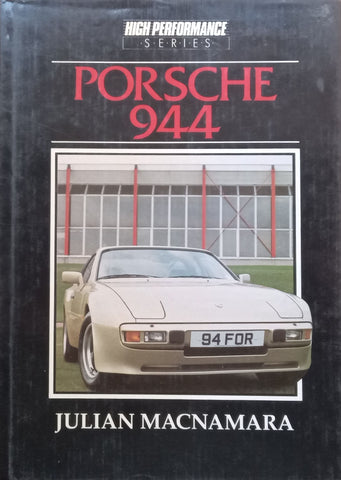 HIGH PERFORMANCE
·SERIES·
PORSCHE
944
94 FOR
JULIAN MACNAMARA